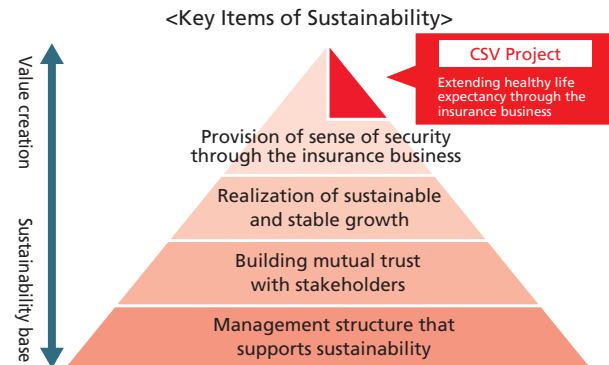 <Key Items of Sustainability>
CSV Project
Extending healthy life
expectancy through the
insurance business
Value creation
Sustainability base
Provision of sense of security
through the insurance business
Realization of sustainable
and stable growth
Building mutual trust
with stakeholders
Management structure that
supports sustainability